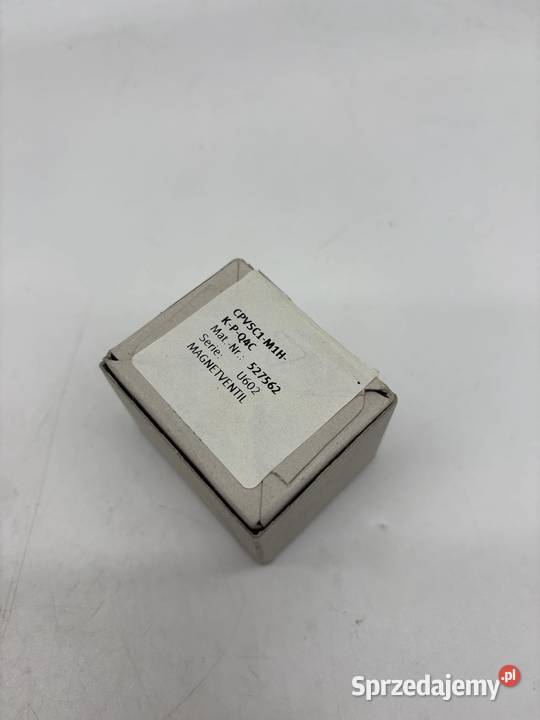 CPVSC1-M1H-
K-P-Q4C
Mat.-Nr.: 527562
Serie: U602
MAGNETVENTIL
Sprzedajemy.pl